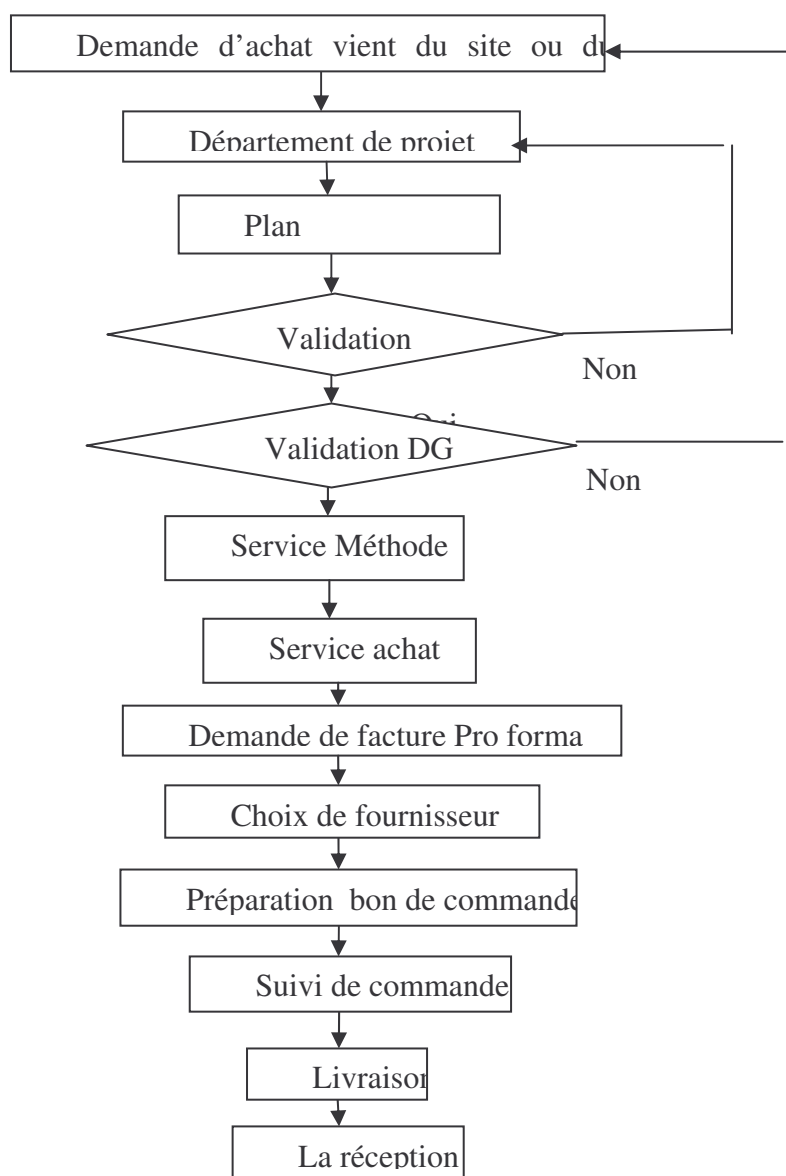 Demande d'achat vient du site ou du
Département de projet
Plan
Validation
Non
Oui
Validation DG
Non
Service Méthode
Service achat
Demande de facture Pro forma
Choix de fournisseur
Préparation bon de commande
Suivi de commande
Livraison
La réception